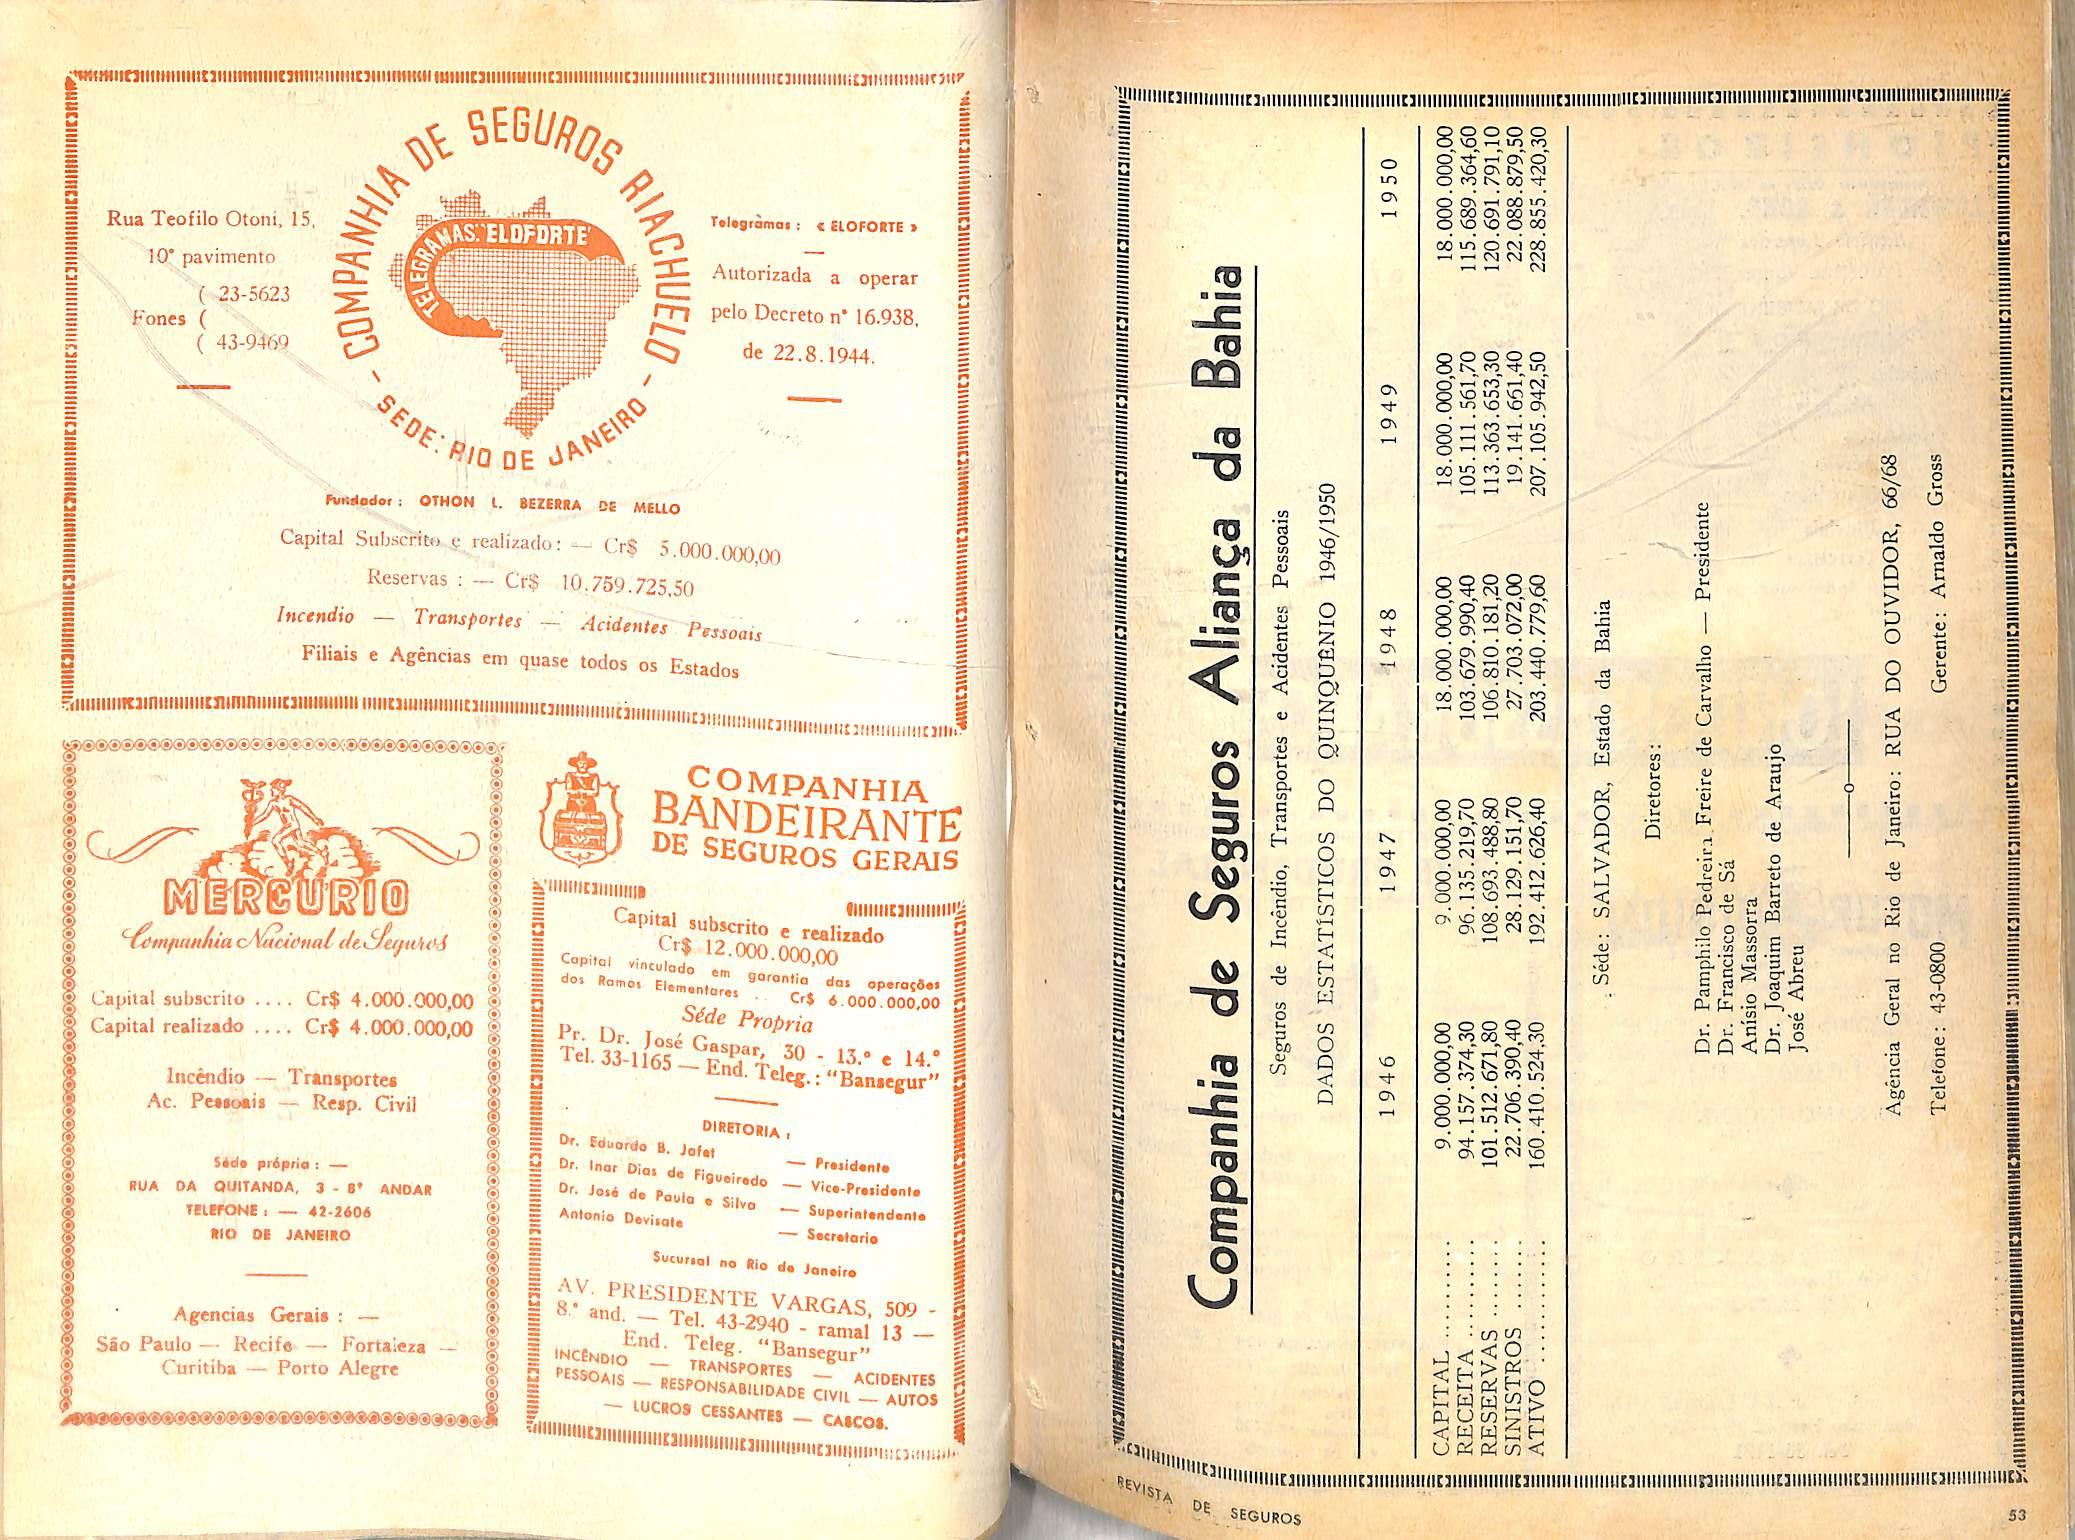 COMPANHIA DE SEGUROS RIACHUELO
TELEGRAMAS: "ELOFORTE"
- SEDE: RIO DE JANEIRO -
Rua Teofilo Otoni, 15,
10° pavimento
( 23-5623
Fones (
( 43-9469
Telegràmas : « ELOFORTE »
—
Autorizada a operar
pelo Decreto n° 16.938,
de 22.8.1944.
Fundador : OTHON L. BEZERRA DE MELLO
Capital Subscrito e realizado: — Cr$ 5.000.000,00
Reservas : — Cr$ 10.759.725,50
Incendio — Transportes — Acidentes Pessoais
Filiais e Agências em quase todos os Estados
MERCURIO
Companhia Nacional de Seguros
Capital subscrito .... Cr$ 4.000.000,00
Capital realizado .... Cr$ 4.000.000,00
Incêndio — Transportes
Ac. Pessoais — Resp. Civil
Séde própria : —
RUA DA QUITANDA, 3 - 8° ANDAR
TELEFONE : — 42-2606
RIO DE JANEIRO
Agencias Gerais : —
São Paulo — Recife — Fortaleza —
Curitiba — Porto Alegre
COMPANHIA
BANDEIRANTE
DE SEGUROS GERAIS
Capital subscrito e realizado
Cr$ 12.000.000,00
Capital vinculado em garantia das operações
dos Ramos Elementares .. Cr$ 6.000.000,00
Séde Propria
Pr. Dr. José Gaspar, 30 - 13.° e 14.°
Tel. 33-1165 — End. Teleg.: "Bansegur"
DIRETORIA :
Dr. Eduardo B. Jafet — Presidente
Dr. Inar Dias de Figueiredo — Vice-Presidente
Dr. José de Paula e Silva — Superintendente
Antonio Devisate — Secretario
Sucursal no Rio de Janeiro
AV. PRESIDENTE VARGAS, 509 -
8.° and. — Tel. 43-2940 - ramal 13 —
End. Teleg. "Bansegur"
INCÊNDIO — TRANSPORTES — ACIDENTES
PESSOAIS — RESPONSABILIDADE CIVIL — AUTOS
— LUCROS CESSANTES — CASCOS.
Companhia de Seguros Aliança da Bahia
Seguros de Incêndio, Transportes e Acidentes Pessoais
DADOS ESTATÍSTICOS DO QUINQUENIO 1946/1950
1946 1947 1948 1949 1950
CAPITAL .......... 9.000.000,00 9.000.000,00 18.000.000,00 18.000.000,00 18.000.000,00
RECEITA .......... 94.157.374,30 96.135.219,70 103.679.990,40 105.111.561,70 115.689.364,60
RESERVAS ........ 101.512.671,80 108.693.488,80 106.810.181,20 113.363.653,30 120.691.791,10
SINISTROS ....... 22.706.390,40 28.129.151,70 27.703.072,00 19.141.661,40 22.088.879,50
ATIVO ............ 160.410.524,30 192.412.626,40 203.440.779,60 207.105.942,50 228.855.420,30
Séde: SALVADOR, Estado da Bahia
Diretores:
Dr. Pamphilo Pedreira Freire de Carvalho — Presidente
Dr. Francisco de Sá
Anísio Massorra
Dr. Joaquim Barreto de Araujo
José Abreu
Agência Geral no Rio de Janeiro: RUA DO OUVIDOR, 66/68
Telefone: 43-0800 Gerente: Arnaldo Gross
REVISTA DE SEGUROS
53